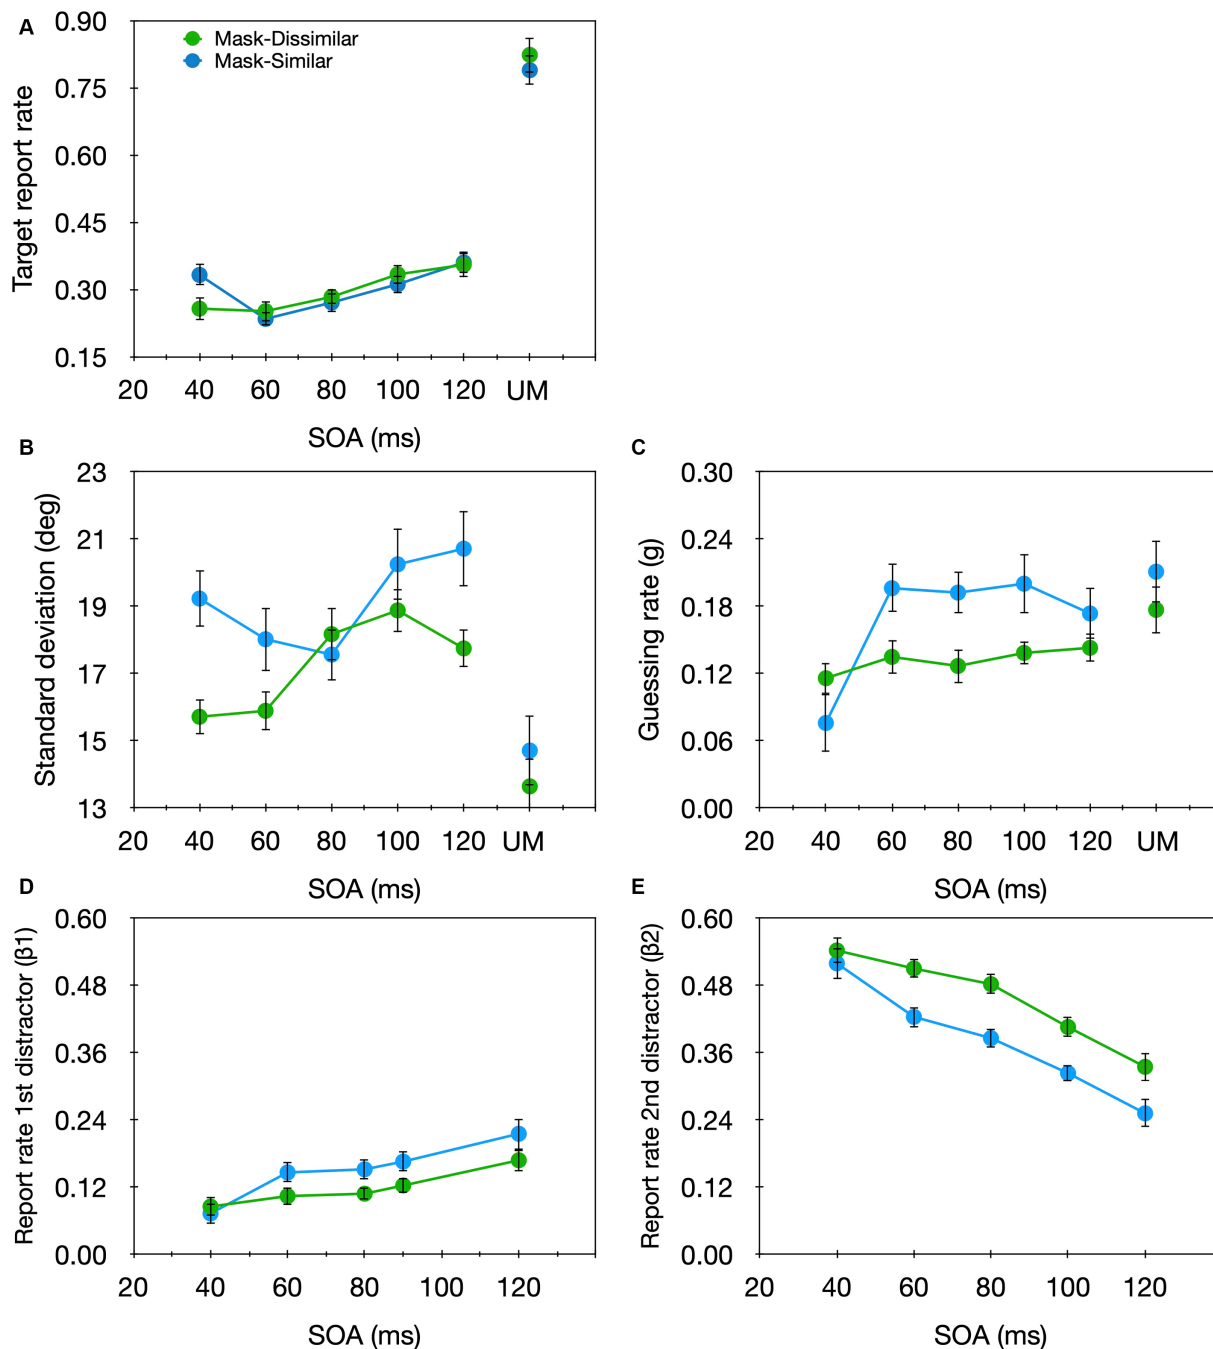 A
Target report rate
0.90
0.75
0.60
0.45
0.30
0.15
Mask-Dissimilar
Mask-Similar
20 40 60 80 100 120 UM
SOA (ms)
B
Standard deviation (deg)
23
21
19
17
15
13
20 40 60 80 100 120 UM
SOA (ms)
C
Guessing rate (g)
0.30
0.24
0.18
0.12
0.06
0.00
20 40 60 80 100 120 UM
SOA (ms)
D
Report rate 1st distractor (β1)
0.60
0.48
0.36
0.24
0.12
0.00
20 40 60 80 100 120
SOA (ms)
E
Report rate 2nd distractor (β2)
0.60
0.48
0.36
0.24
0.12
0.00
20 40 60 80 100 120
SOA (ms)